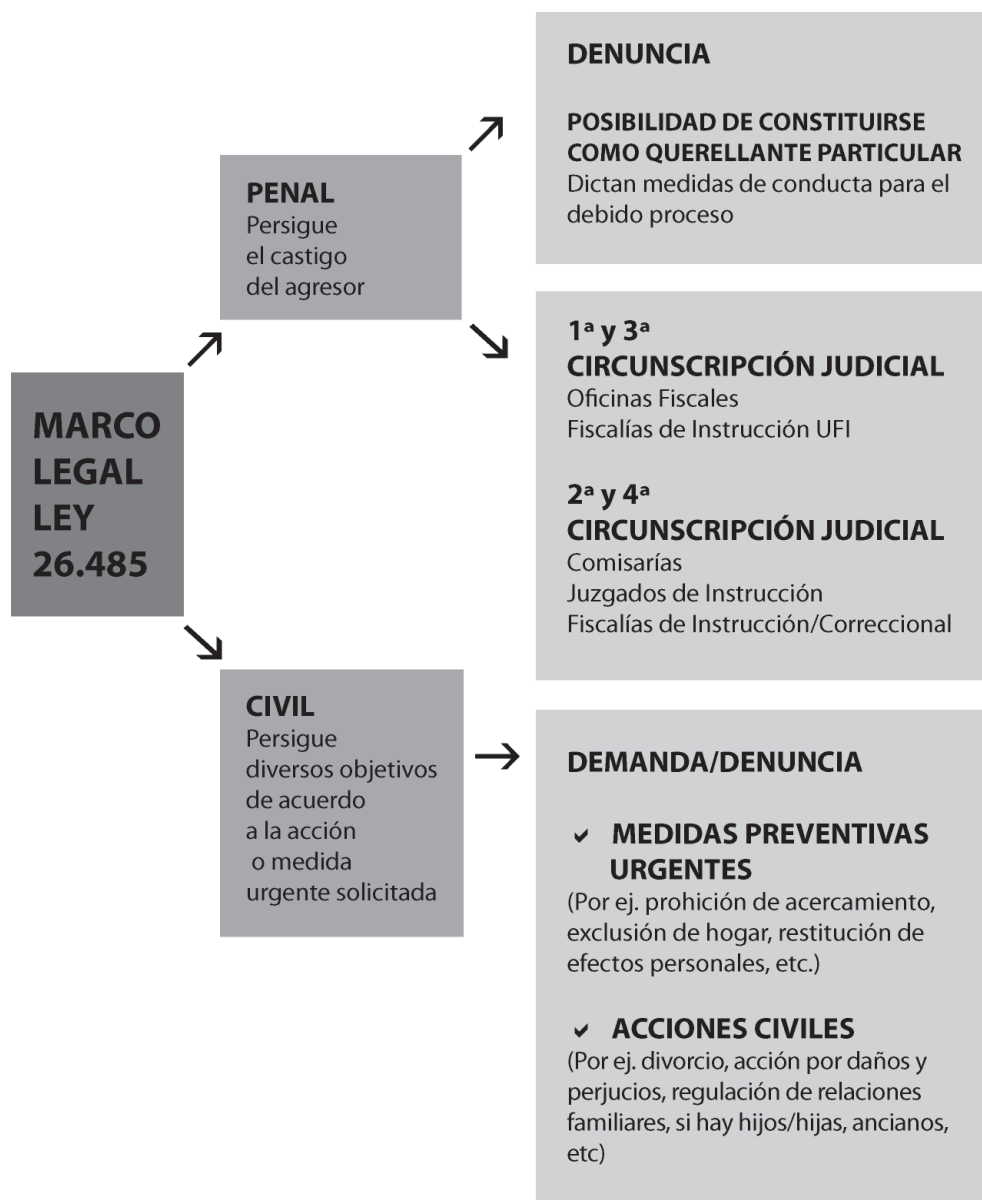 MARCO
LEGAL
LEY
26.485
PENAL
Persigue
el castigo
del agresor
DENUNCIA
POSIBILIDAD DE CONSTITUIRSE
COMO QUERELLANTE PARTICULAR
Dictan medidas de conducta para el
debido proceso
1ª y 3ª
CIRCUNSCRIPCIÓN JUDICIAL
Oficinas Fiscales
Fiscalías de Instrucción UFI
2ª y 4ª
CIRCUNSCRIPCIÓN JUDICIAL
Comisarías
Juzgados de Instrucción
Fiscalías de Instrucción/Correccional
CIVIL
Persigue
diversos objetivos
de acuerdo
a la acción
o medida
urgente solicitada
DEMANDA/DENUNCIA
MEDIDAS PREVENTIVAS
URGENTES
(Por ej. prohición de acercamiento,
exclusión de hogar, restitución de
efectos personales, etc.)
ACCIONES CIVILES
(Por ej. divorcio, acción por daños y
perjucios, regulación de relaciones
familiares, si hay hijos/hijas, ancianos,
etc)